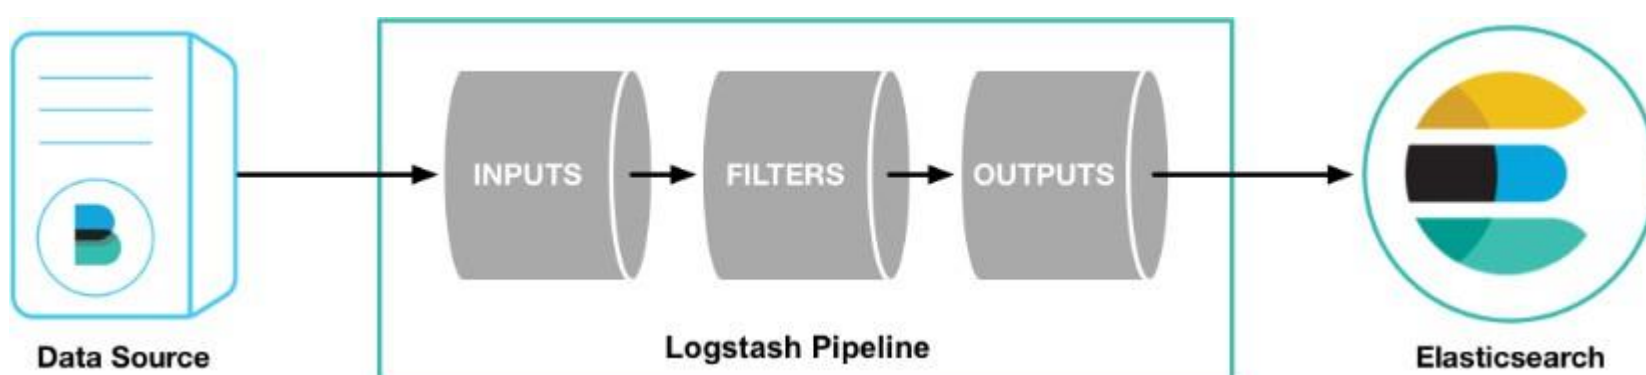 INPUTS
FILTERS
OUTPUTS
Data Source
Logstash Pipeline
Elasticsearch